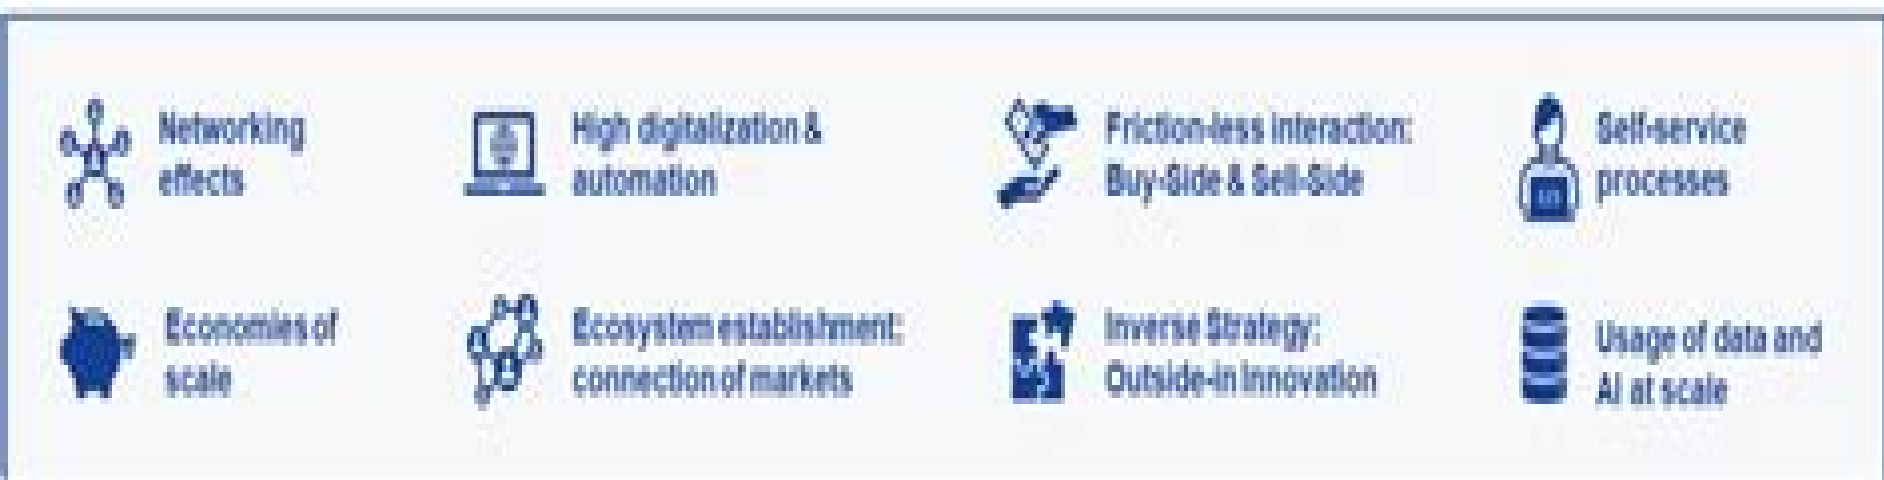 Networking
effects
High digitalization &
automation
Friction-less interaction:
Buy-Side & Sell-Side
Self-service
processes
Economies of
scale
Ecosystem establishment:
connection of markets
Inverse Strategy:
Outside-in Innovation
Usage of data and
AI at scale